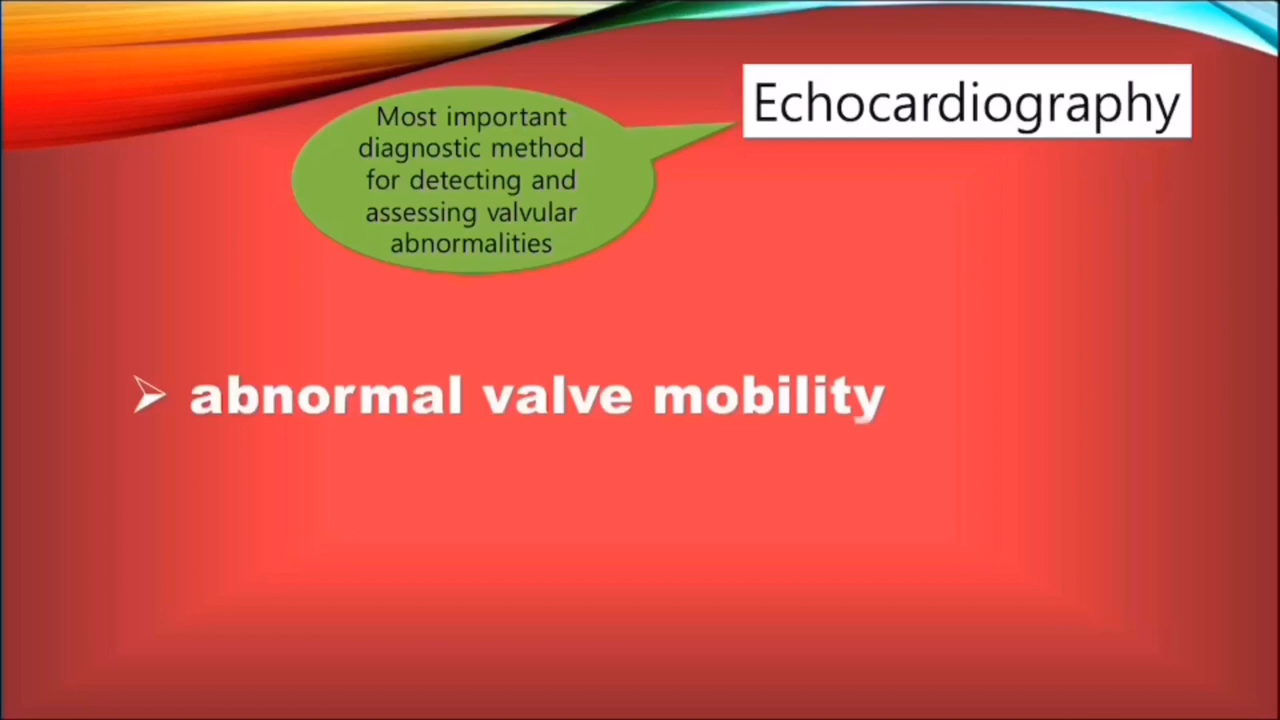 Echocardiography
Most important
diagnostic method
for detecting and
assessing valvular
abnormalities
➢ abnormal valve mobility